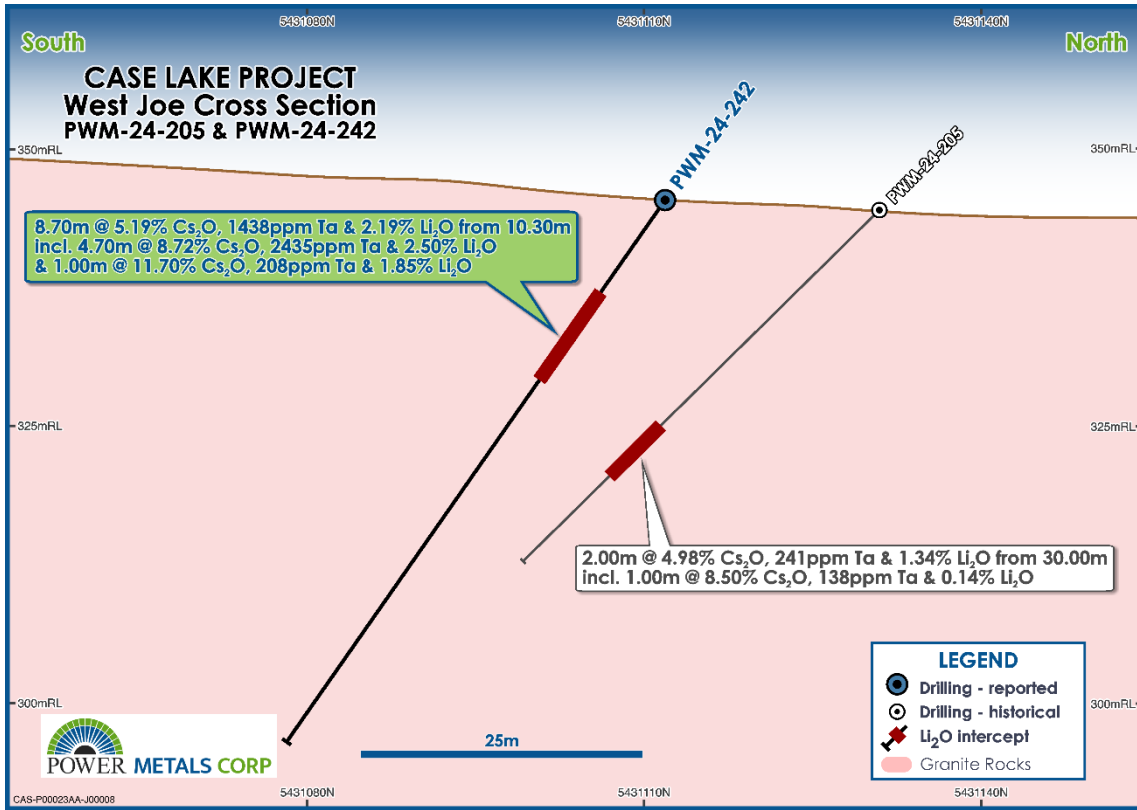 5431080N 5431110N 5431140N
South North
CASE LAKE PROJECT
West Joe Cross Section
PWM-24-205 & PWM-24-242
PWM-24-242
PWM-24-205
350mRL 350mRL
8.70m @ 5.19% Cs₂O, 1438ppm Ta & 2.19% Li₂O from 10.30m
incl. 4.70m @ 8.72% Cs₂O, 2435ppm Ta & 2.50% Li₂O
& 1.00m @ 11.70% Cs₂O, 208ppm Ta & 1.85% Li₂O
325mRL 325mRL
2.00m @ 4.98% Cs₂O, 241ppm Ta & 1.34% Li₂O from 30.00m
incl. 1.00m @ 8.50% Cs₂O, 138ppm Ta & 0.14% Li₂O
LEGEND
Drilling - reported
Drilling - historical
Li₂O intercept
Granite Rocks
300mRL 300mRL
25m
POWER METALS CORP
CAS-P00023AA-J00008
5431080N 5431110N 5431140N